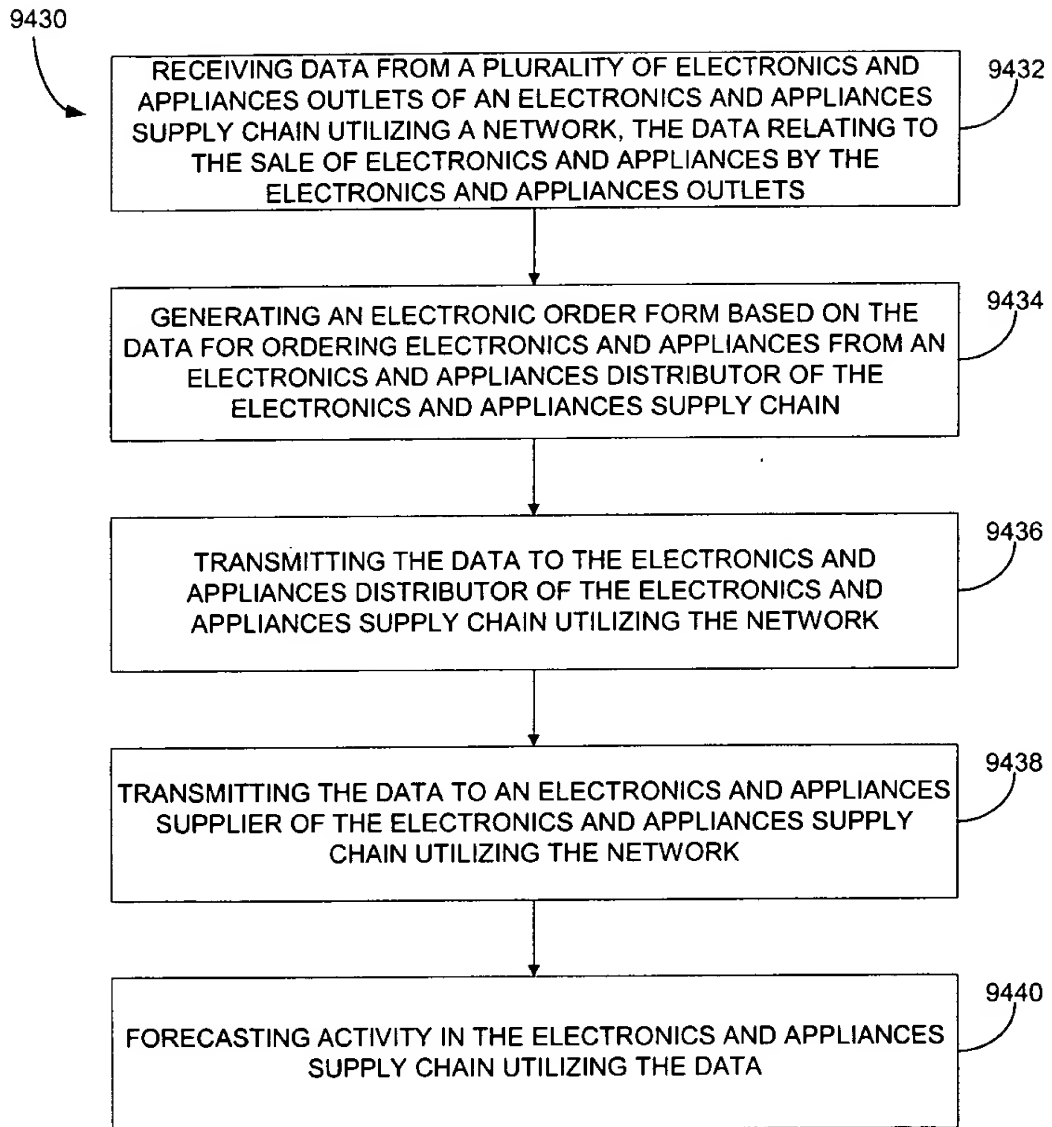 9430
RECEIVING DATA FROM A PLURALITY OF ELECTRONICS AND
APPLIANCES OUTLETS OF AN ELECTRONICS AND APPLIANCES
SUPPLY CHAIN UTILIZING A NETWORK, THE DATA RELATING TO
THE SALE OF ELECTRONICS AND APPLIANCES BY THE
ELECTRONICS AND APPLIANCES OUTLETS
9432
GENERATING AN ELECTRONIC ORDER FORM BASED ON THE
DATA FOR ORDERING ELECTRONICS AND APPLIANCES FROM AN
ELECTRONICS AND APPLIANCES DISTRIBUTOR OF THE
ELECTRONICS AND APPLIANCES SUPPLY CHAIN
9434
TRANSMITTING THE DATA TO THE ELECTRONICS AND
APPLIANCES DISTRIBUTOR OF THE ELECTRONICS AND
APPLIANCES SUPPLY CHAIN UTILIZING THE NETWORK
9436
TRANSMITTING THE DATA TO AN ELECTRONICS AND APPLIANCES
SUPPLIER OF THE ELECTRONICS AND APPLIANCES SUPPLY
CHAIN UTILIZING THE NETWORK
9438
FORECASTING ACTIVITY IN THE ELECTRONICS AND APPLIANCES
SUPPLY CHAIN UTILIZING THE DATA
9440